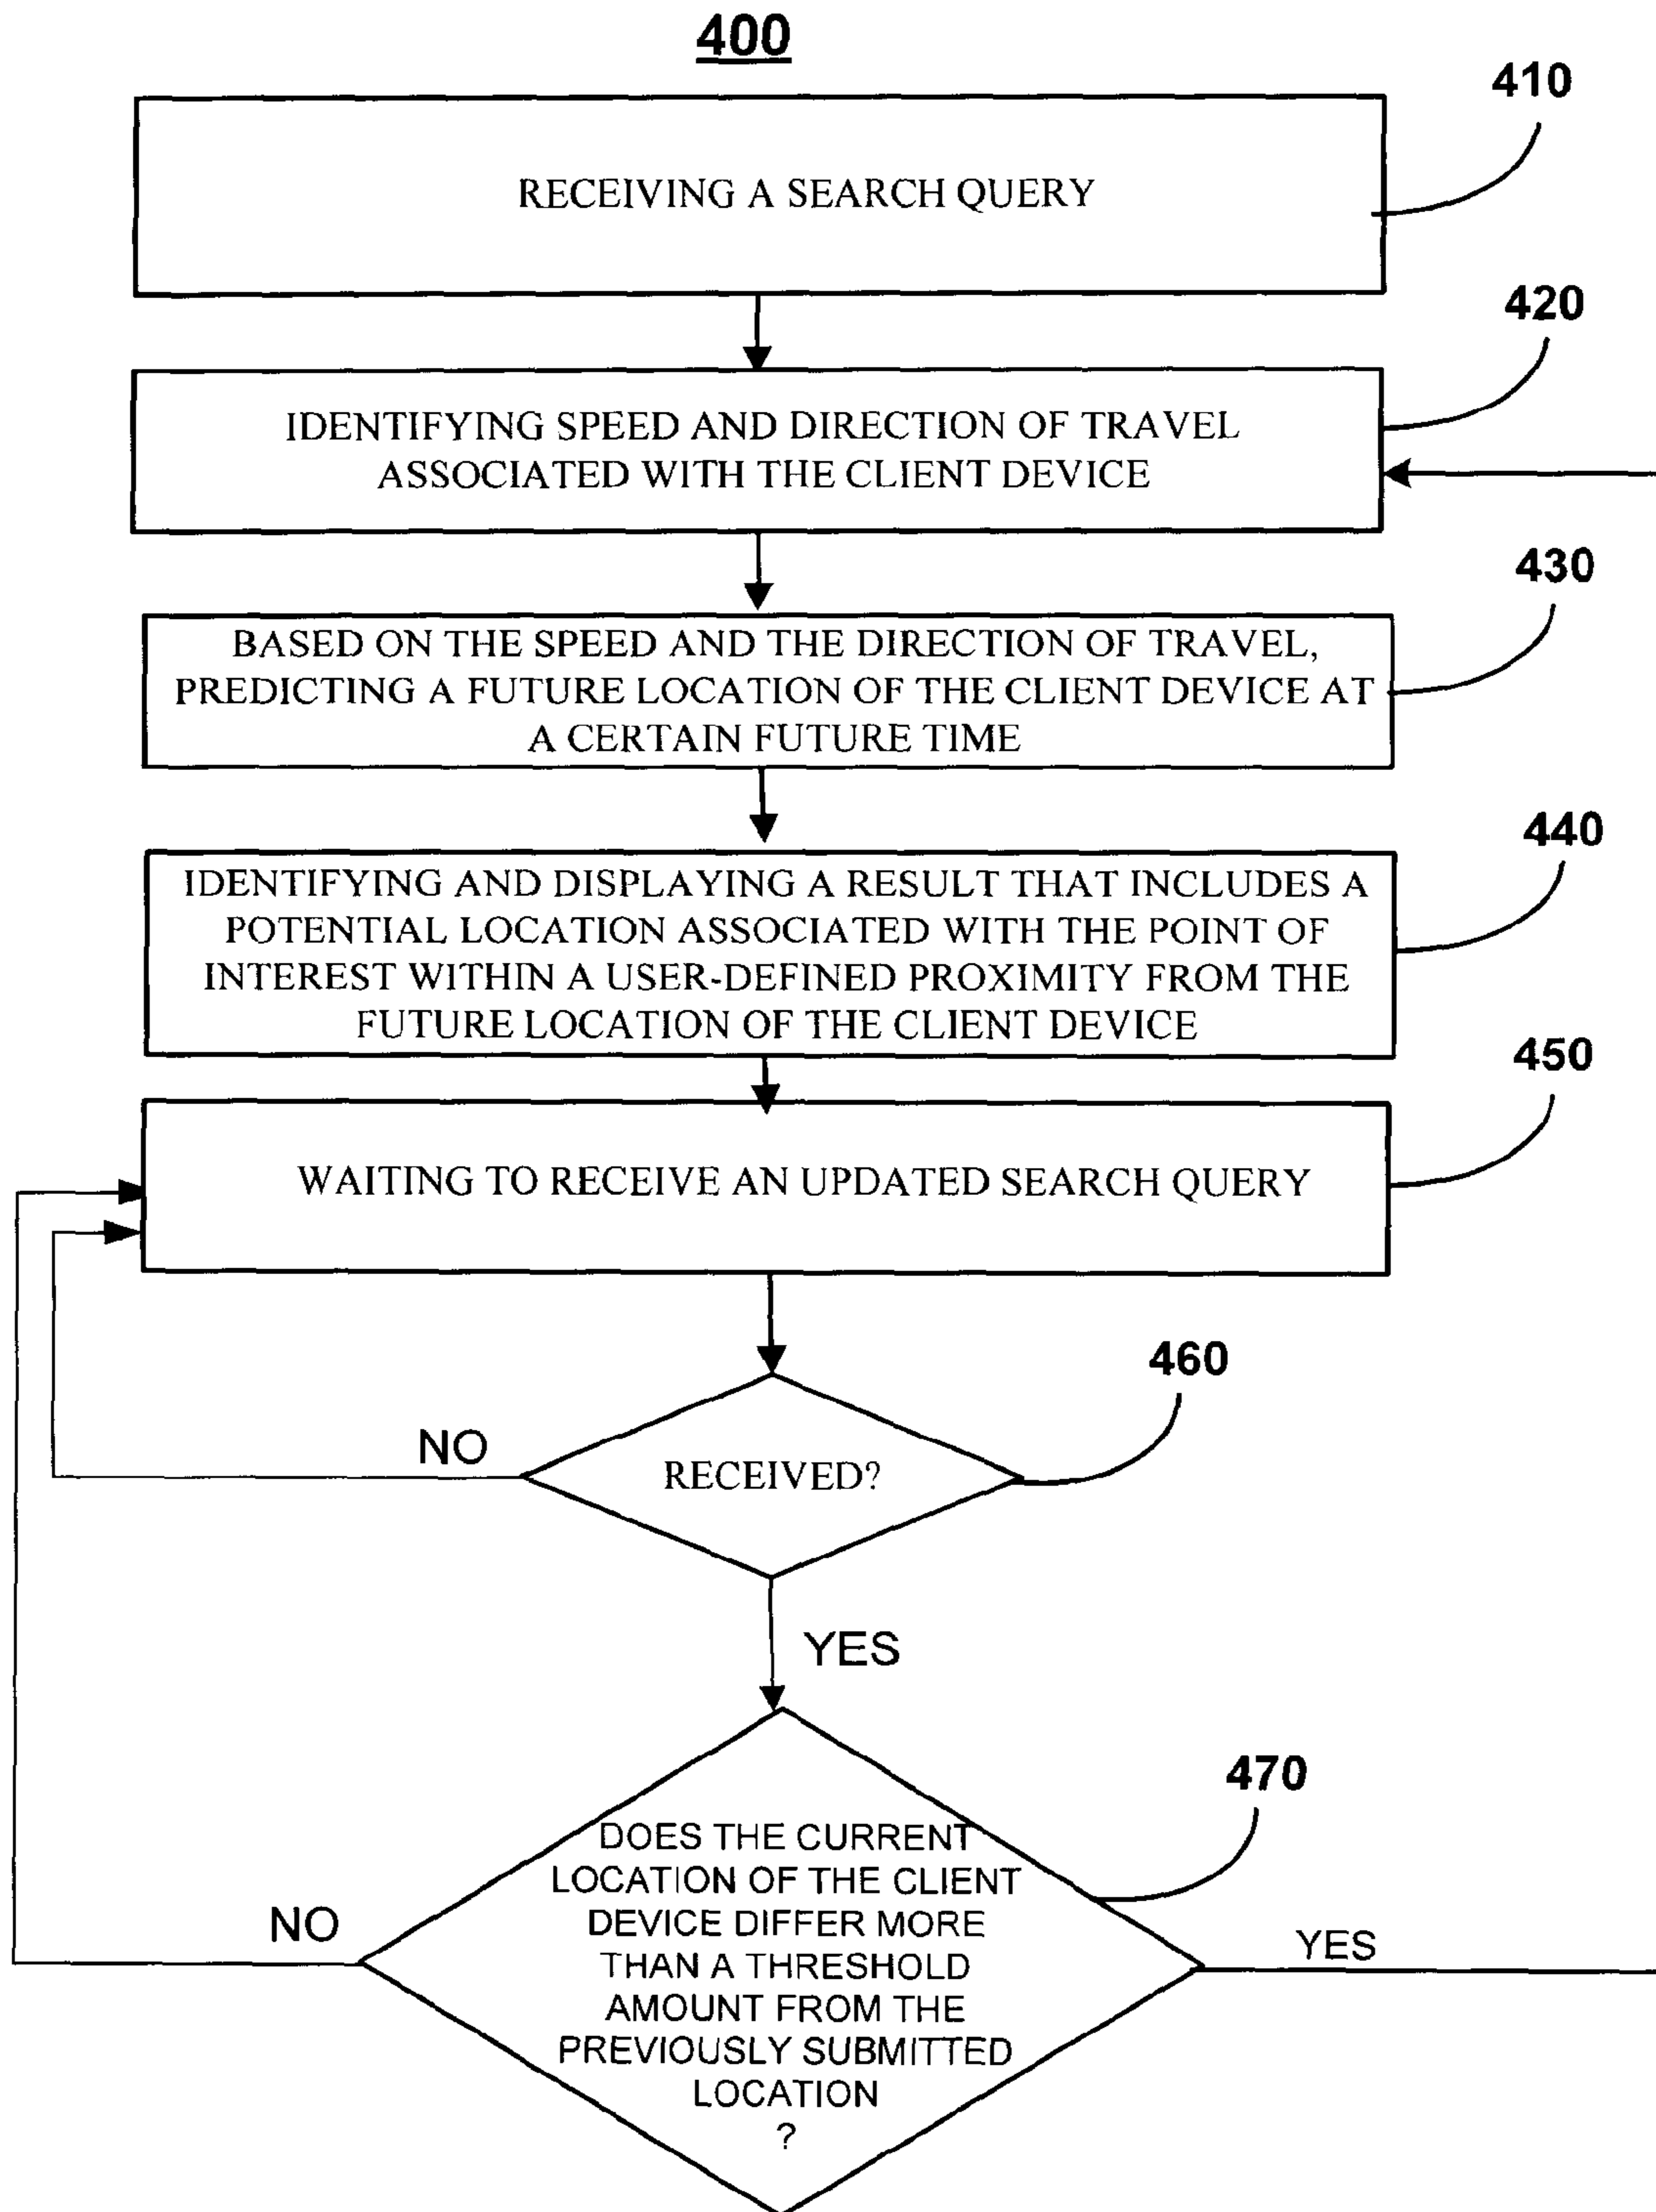 400
410
RECEIVING A SEARCH QUERY
420
IDENTIFYING SPEED AND DIRECTION OF TRAVEL
ASSOCIATED WITH THE CLIENT DEVICE
430
BASED ON THE SPEED AND THE DIRECTION OF TRAVEL,
PREDICTING A FUTURE LOCATION OF THE CLIENT DEVICE AT
A CERTAIN FUTURE TIME
440
IDENTIFYING AND DISPLAYING A RESULT THAT INCLUDES A
POTENTIAL LOCATION ASSOCIATED WITH THE POINT OF
INTEREST WITHIN A USER-DEFINED PROXIMITY FROM THE
FUTURE LOCATION OF THE CLIENT DEVICE
450
WAITING TO RECEIVE AN UPDATED SEARCH QUERY
460
NO
RECEIVED?
YES
470
DOES THE CURRENT
LOCATION OF THE CLIENT
DEVICE DIFFER MORE
THAN A THRESHOLD
AMOUNT FROM THE
PREVIOUSLY SUBMITTED
LOCATION
?
NO
YES